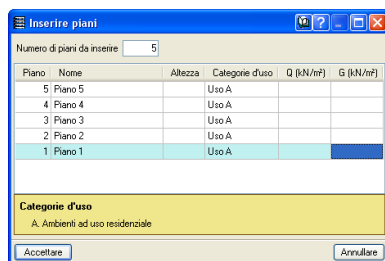 Inserire piani
Numero di piani da inserire 5
Piano Nome Altezza Categorie d'uso Q (kN/m²) G (kN/m²)
5 Piano 5 Uso A
4 Piano 4 Uso A
3 Piano 3 Uso A
2 Piano 2 Uso A
1 Piano 1 Uso A
Categorie d'uso
A. Ambienti ad uso residenziale
Accettare Annullare